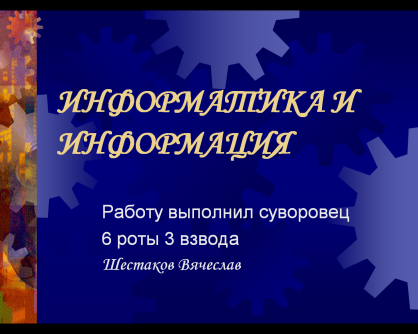 ИНФОРМАТИКА И
ИНФОРМАЦИЯ
Работу выполнил суворовец
6 роты 3 взвода
Шестаков Вячеслав